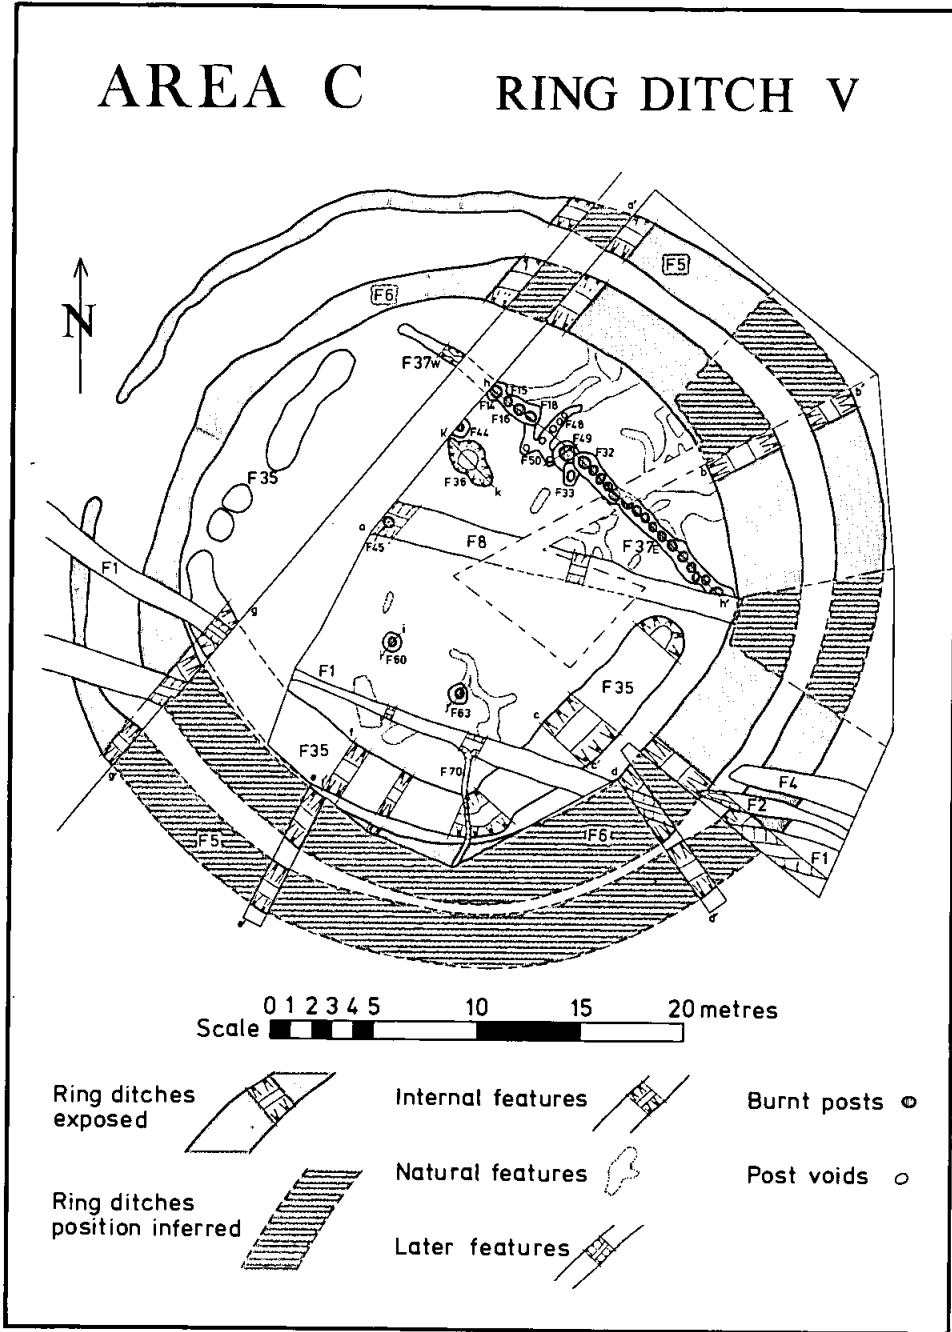 AREA C RING DITCH V
a'
F5
F6
N
F37W
b'
h F15
F14
F16 F18
F48
k F44
F49
F50 F32
b
F36
F35
k
F33
a
F45
F8
F37E
F1
h'
g
i
F60
F35
F1
F63
c
F35
f
F70
c'
d
g'
F4
e
F2
F5
F6
F1
d'
0 1 2 3 4 5 10 15 20 metres
Scale
Ring ditches
exposed
Internal features
Burnt posts
Natural features
Post voids
Ring ditches
position inferred
Later features